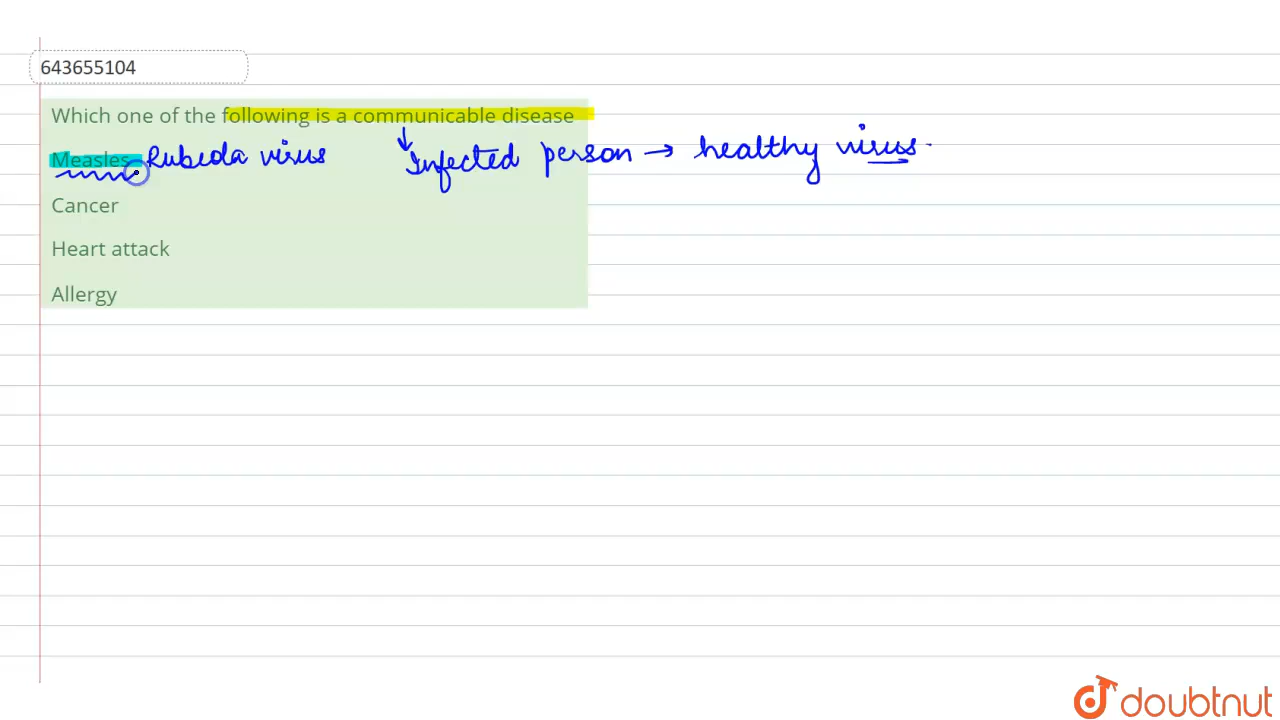 643655104
Which one of the following is a communicable disease
Measles Rubeola virus
Infected person → healthy virus.
Cancer
Heart attack
Allergy
doubtnut